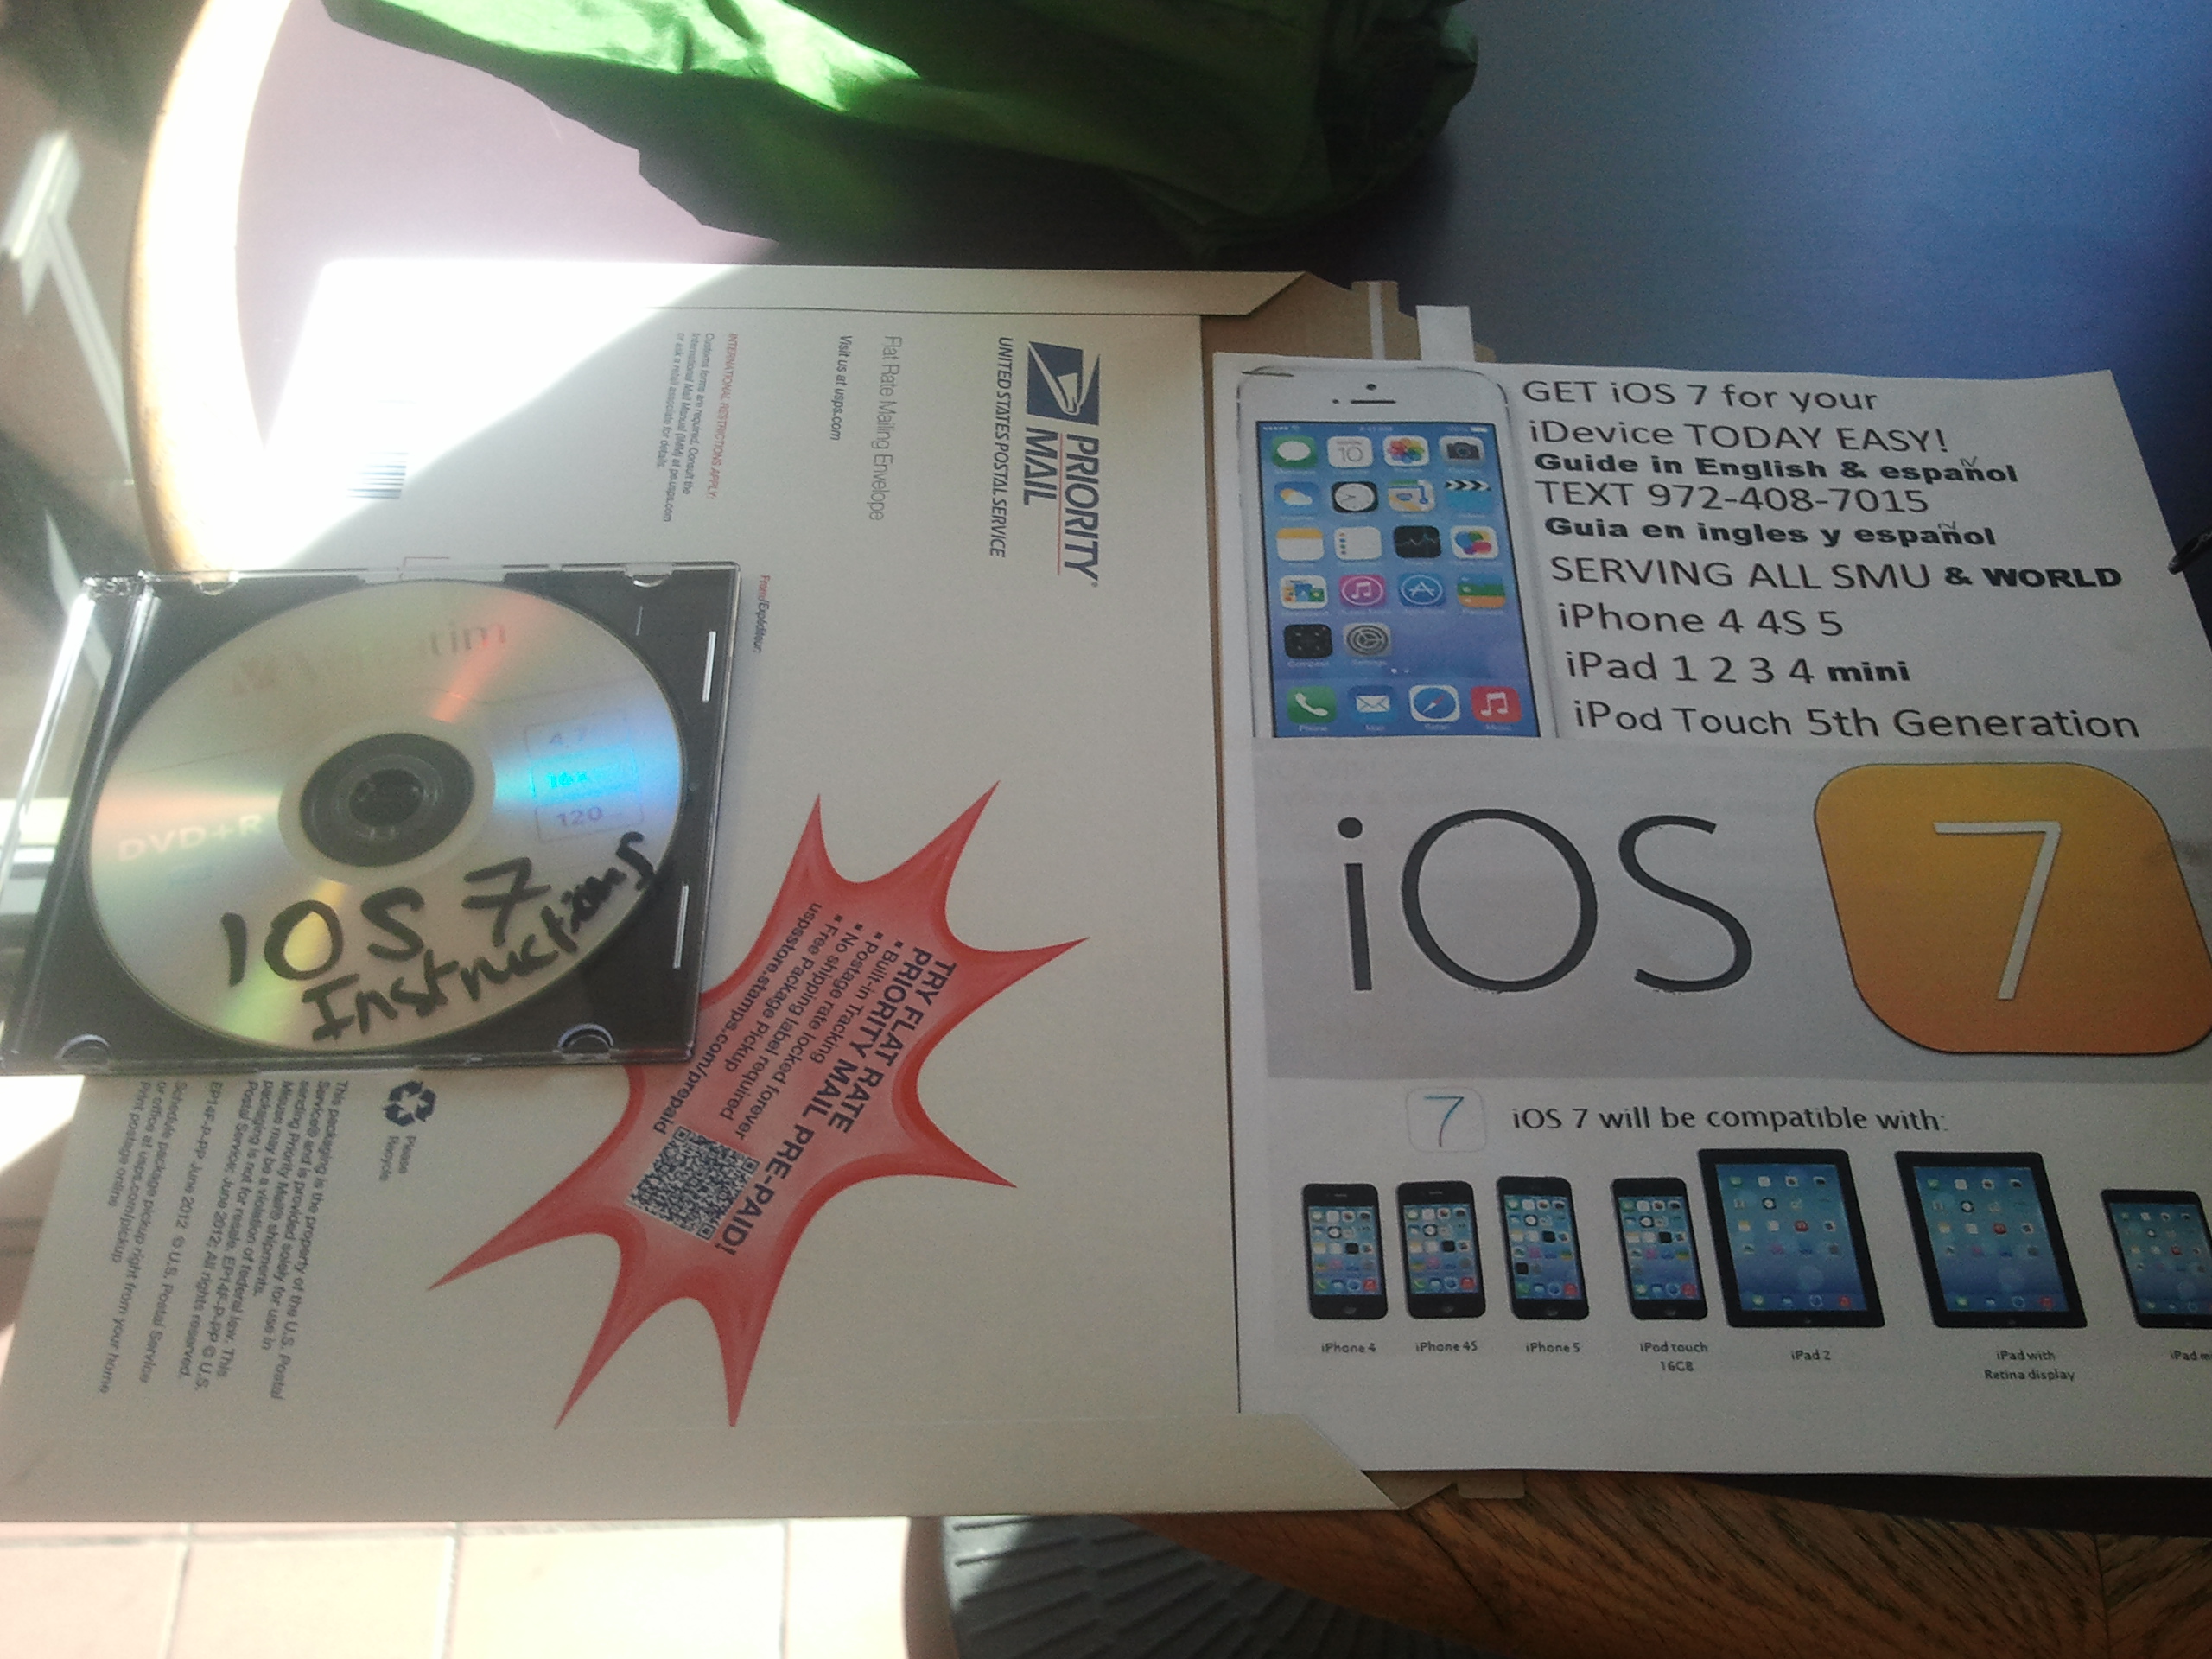 GET iOS 7 for your
iDevice TODAY EASY!
Guide in English & español
TEXT 972-408-7015
Guia en ingles y español
SERVING ALL SMU & WORLD
iPhone 4 4S 5
iPad 1 2 3 4 mini
iPod Touch 5th Generation
iOS 7
7 iOS 7 will be compatible with:
iPhone 4
iPhone 4S
iPhone 5
iPod touch
16GB
iPad 2
iPad with
Retina display
iPad
PRIORITY
MAIL
UNITED STATES POSTAL SERVICE
Flat Rate Mailing Envelope
Visit us at usps.com
INTERNATIONAL RESTRICTIONS APPLY:
Customs forms are required. Consult the
International Mail Manual (IMM) at pe.usps.com
or ask a retail associate for details.
From/Expéditeur:
TRY FLAT RATE
PRIORITY MAIL PRE-PAID!
▪ Built-in Tracking
▪ Postage rate locked forever
▪ No shipping label required
▪ Free Package Pickup
uspsstore.stamps.com/prepaid
Please
Recycle
This packaging is the property of the U.S. Postal
Service® and is provided solely for use in
sending Priority Mail® shipments.
Misuse may be a violation of federal law. This
packaging is not for resale. EP14F-P-PP © U.S.
Postal Service; June 2012; All rights reserved.
EP14F-P-PP June 2012 © U.S. Postal Service
Schedule package pickup right from your home
or office at usps.com/pickup
Print postage online
Verbatim
4.7
16x
120
DVD+R
IOS 7
Instructions